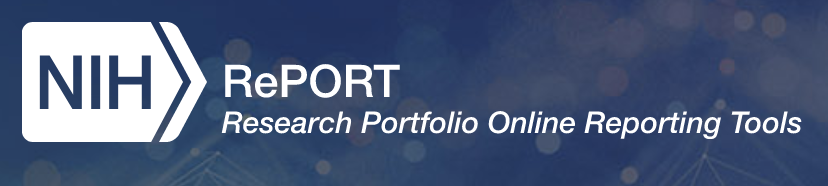 NIH
RePORT
Research Portfolio Online Reporting Tools